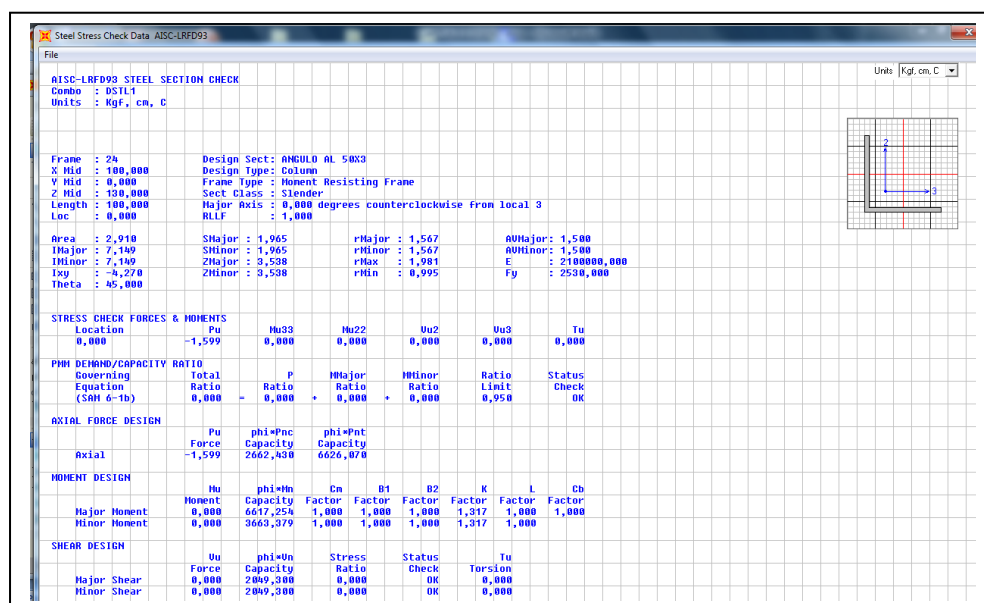 Steel Stress Check Data AISC-LRFD93
File
Units Kgf, cm, C
AISC-LRFD93 STEEL SECTION CHECK
Combo : DSTL1
Units : Kgf, cm, C
Frame : 24 Design Sect: ANGULO AL 50X3
X Mid : 100,000 Design Type: Column
Y Mid : 0,000 Frame Type : Moment Resisting Frame
Z Mid : 130,000 Sect Class : Slender
Length : 100,000 Major Axis : 0,000 degrees counterclockwise from local 3
Loc : 0,000 RLLF : 1,000
2
3
Area : 2,910 SMajor : 1,965 rMajor : 1,567 AVMajor: 1,500
IMajor : 7,149 SMinor : 1,965 rMinor : 1,567 AVMinor: 1,500
IMinor : 7,149 ZMajor : 3,538 rMax : 1,981 E : 2100000,000
Ixy : -4,270 ZMinor : 3,538 rMin : 0,995 Fy : 2530,000
Theta : 45,000
STRESS CHECK FORCES & MOMENTS
Location Pu Mu33 Mu22 Vu2 Vu3 Tu
0,000 -1,599 0,000 0,000 0,000 0,000 0,000
PMM DEMAND/CAPACITY RATIO
Governing Total P MMajor MMinor Ratio Status
Equation Ratio Ratio Ratio Ratio Limit Check
(SAM 6-1b) 0,000 = 0,000 + 0,000 + 0,000 0,950 OK
AXIAL FORCE DESIGN
Pu phi*Pnc phi*Pnt
Force Capacity Capacity
Axial -1,599 2662,430 6626,070
MOMENT DESIGN
Mu phi*Mn Cm B1 B2 K L Cb
Moment Capacity Factor Factor Factor Factor Factor Factor
Major Moment 0,000 6617,254 1,000 1,000 1,000 1,317 1,000 1,000
Minor Moment 0,000 3663,379 1,000 1,000 1,000 1,317 1,000
SHEAR DESIGN
Vu phi*Vn Stress Status Tu
Force Capacity Ratio Check Torsion
Major Shear 0,000 2049,300 0,000 OK 0,000
Minor Shear 0,000 2049,300 0,000 OK 0,000